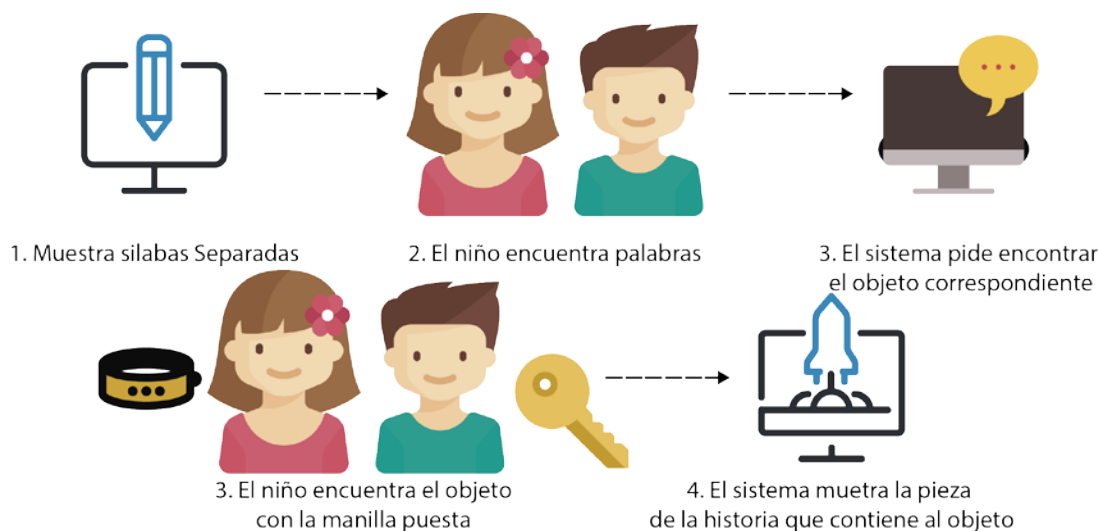 1. Muestra silabas Separadas
2. El niño encuentra palabras
3. El sistema pide encontrar
el objeto correspondiente
3. El niño encuentra el objeto
con la manilla puesta
4. El sistema muetra la pieza
de la historia que contiene al objeto